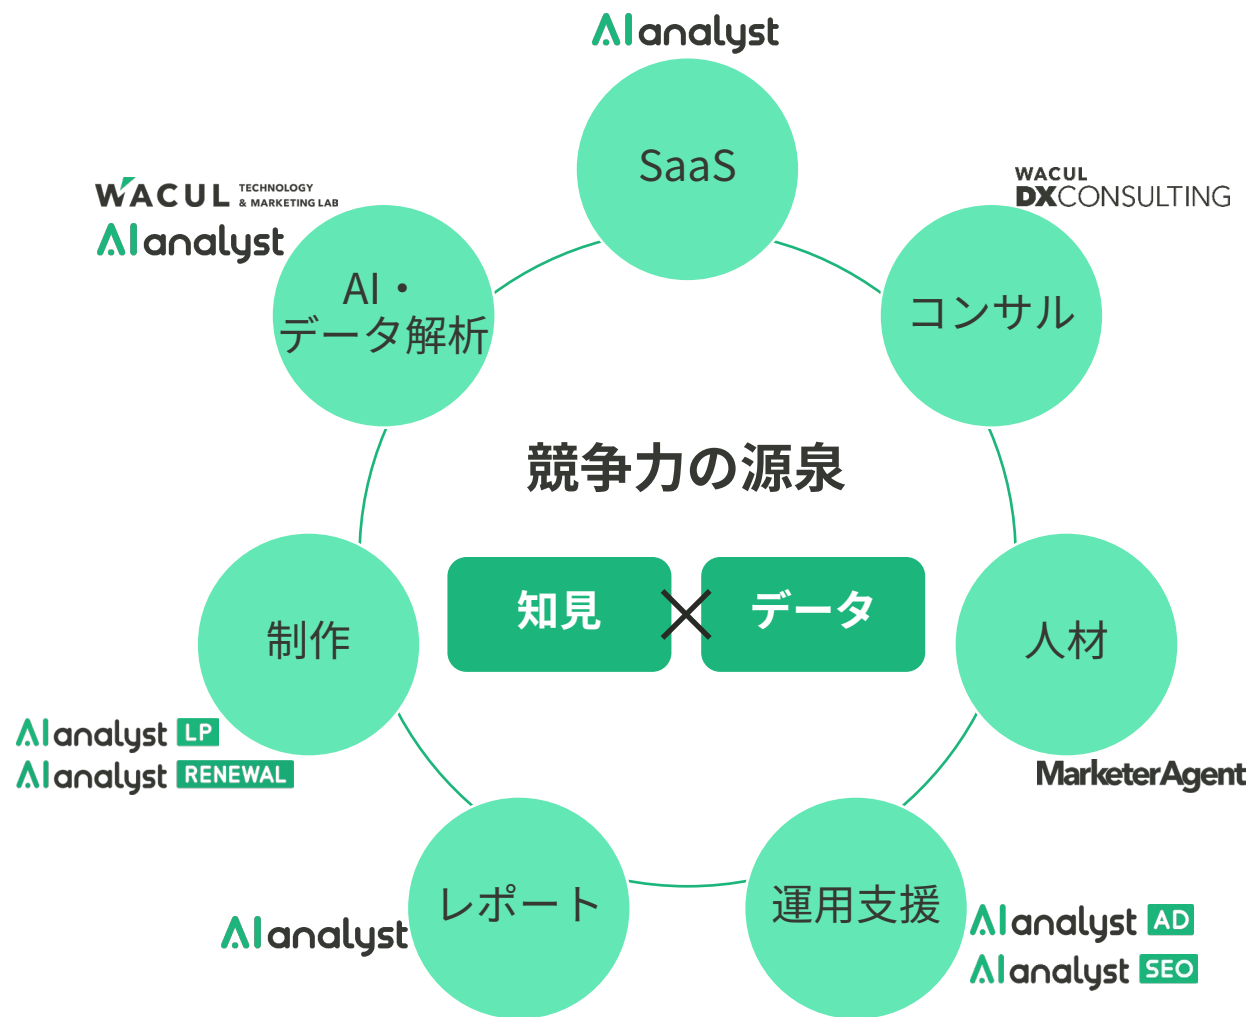 AI analyst
SaaS
WACUL
DXCONSULTING
コンサル
WACUL TECHNOLOGY & MARKETING LAB
AI analyst
AI・
データ解析
競争力の源泉
知見 × データ
制作
AI analyst LP
AI analyst RENEWAL
人材
MarketerAgent
レポート
AI analyst
運用支援
AI analyst AD
AI analyst SEO